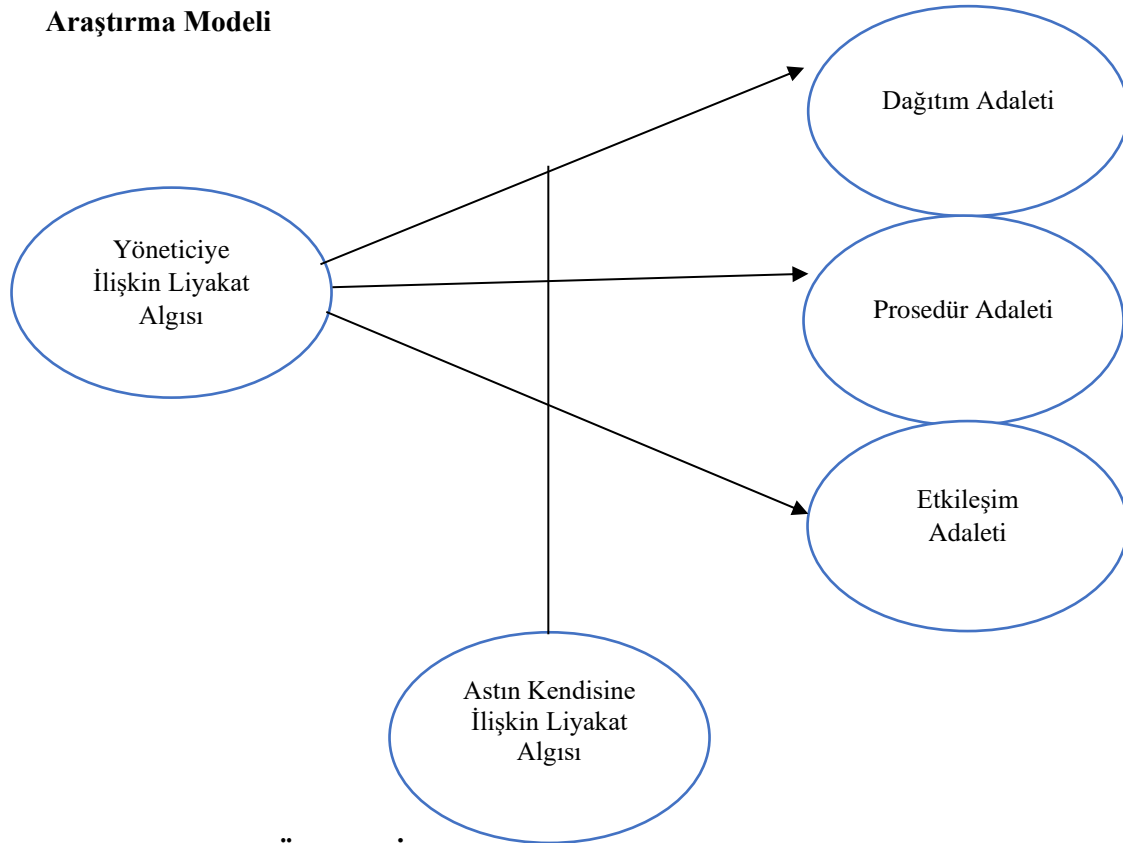 Araştırma Modeli
Dağıtım Adaleti
Yöneticiye
İlişkin Liyakat
Algısı
Prosedür Adaleti
Etkileşim
Adaleti
Astın Kendisine
İlişkin Liyakat
Algısı